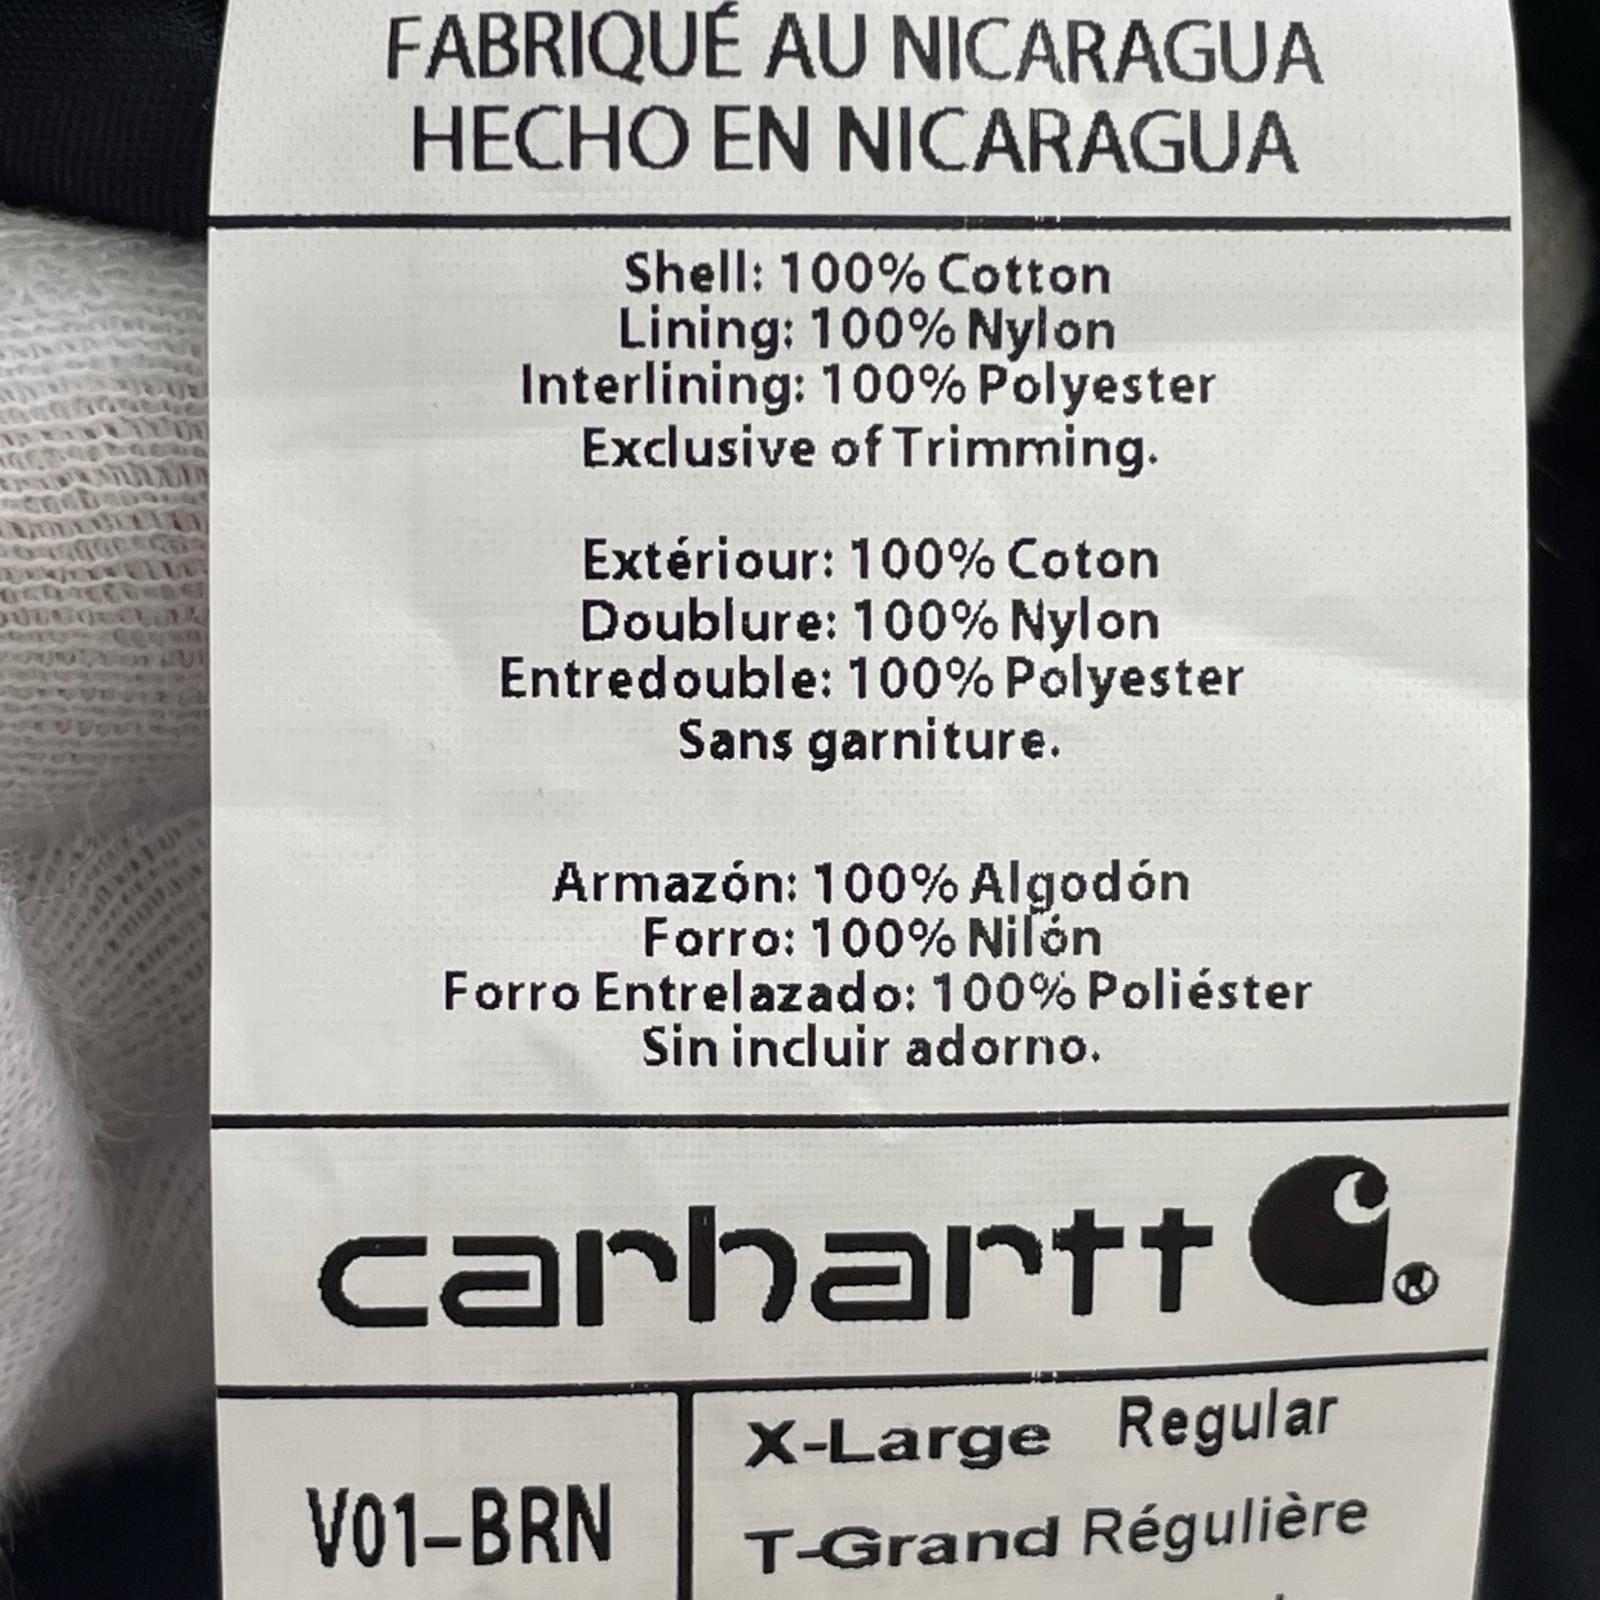 FABRIQUÉ AU NICARAGUA
HECHO EN NICARAGUA
Shell: 100% Cotton
Lining: 100% Nylon
Interlining: 100% Polyester
Exclusive of Trimming.
Extériour: 100% Coton
Doublure: 100% Nylon
Entredouble: 100% Polyester
Sans garniture.
Armazón: 100% Algodón
Forro: 100% Nilón
Forro Entrelazado: 100% Poliéster
Sin incluir adorno.
carhartt ®
V01-BRN
X-Large Regular
T-Grand Régulière